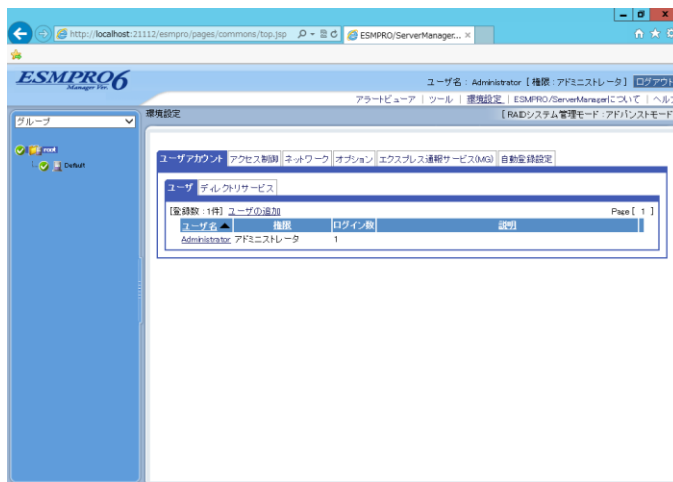 http://localhost:21112/esmpro/pages/commons/top.jsp
ESMPRO/ServerManager... ×
ESMPRO6
Manager Ver.
ユーザ名 : Administrator [ 権限 : アドミニストレータ ] ログアウト
アラートビューア | ツール | 環境設定 | ESMPRO/ServerManagerについて | ヘル
グループ
環境設定
[ RAIDシステム管理モード : アドバンストモード
root
Default
ユーザアカウント アクセス制御 ネットワーク オプション エクスプレス通報サービス(MG) 自動登録設定
ユーザ ディレクトリサービス
[登録数 : 1件] ユーザの追加 Page [ 1 ]
ユーザ名▲ 権限 ログイン数 説明
Administrator アドミニストレータ 1